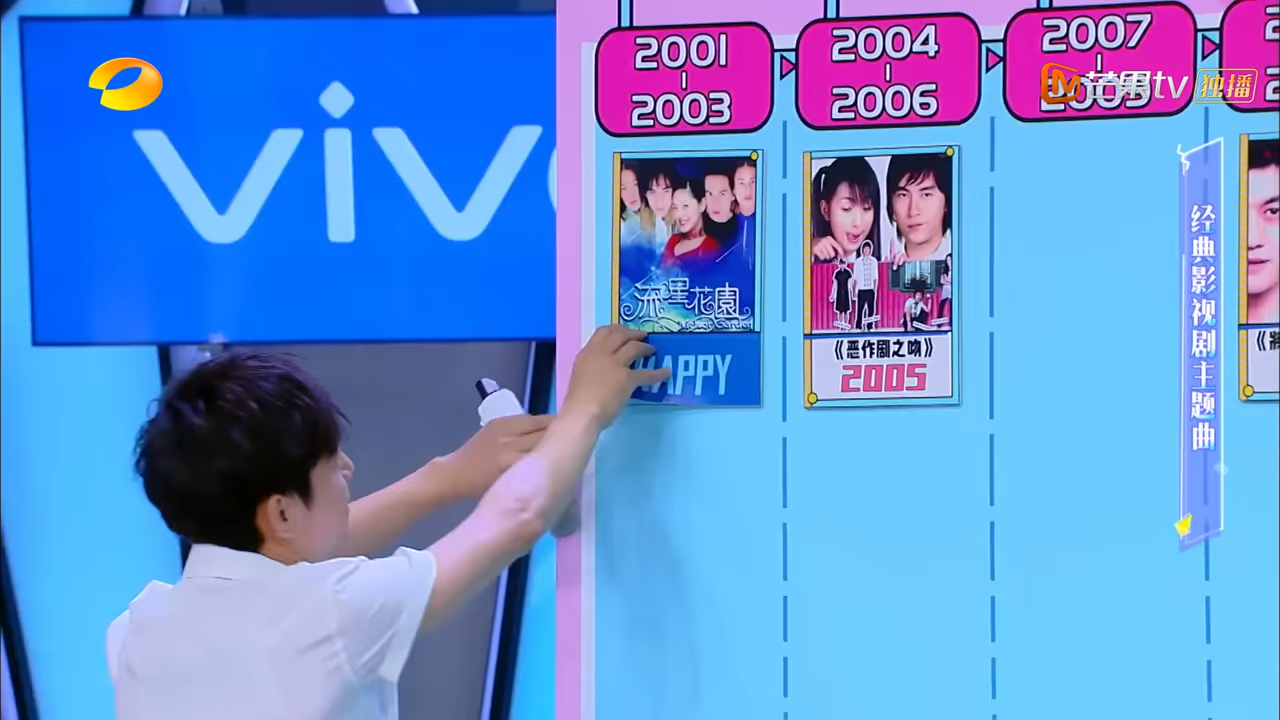 vivo
2001
-
2003
2004
-
2006
2007
-
2009
芒果tv 独播
流星花園
Meteor Garden
HAPPY
《恶作剧之吻》
2005
经典影视剧主题曲